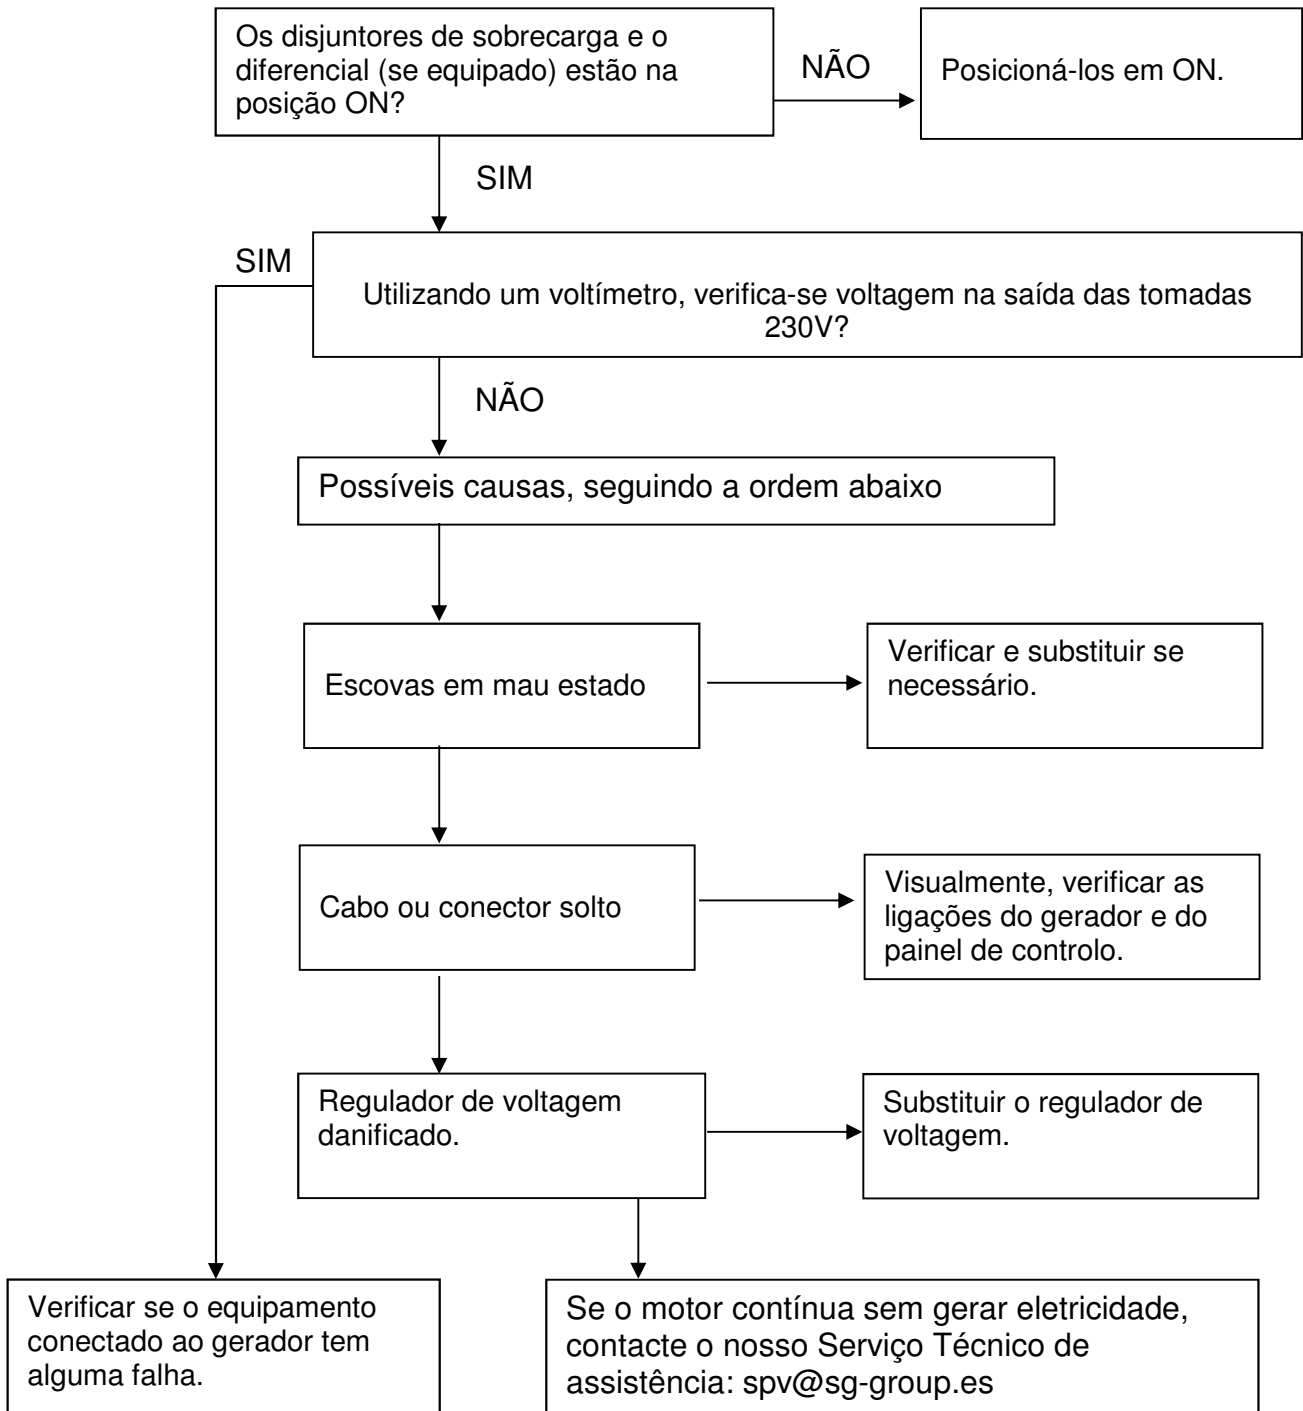 Os disjuntores de sobrecarga e o
diferencial (se equipado) estão na
posição ON?
NÃO
Posicioná-los em ON.
SIM
SIM
Utilizando um voltímetro, verifica-se voltagem na saída das tomadas
230V?
NÃO
Possíveis causas, seguindo a ordem abaixo
Escovas em mau estado
Verificar e substituir se
necessário.
Cabo ou conector solto
Visualmente, verificar as
ligações do gerador e do
painel de controlo.
Regulador de voltagem
danificado.
Substituir o regulador de
voltagem.
Verificar se o equipamento
conectado ao gerador tem
alguma falha.
Se o motor contínua sem gerar eletricidade,
contacte o nosso Serviço Técnico de
assistência: spv@sg-group.es